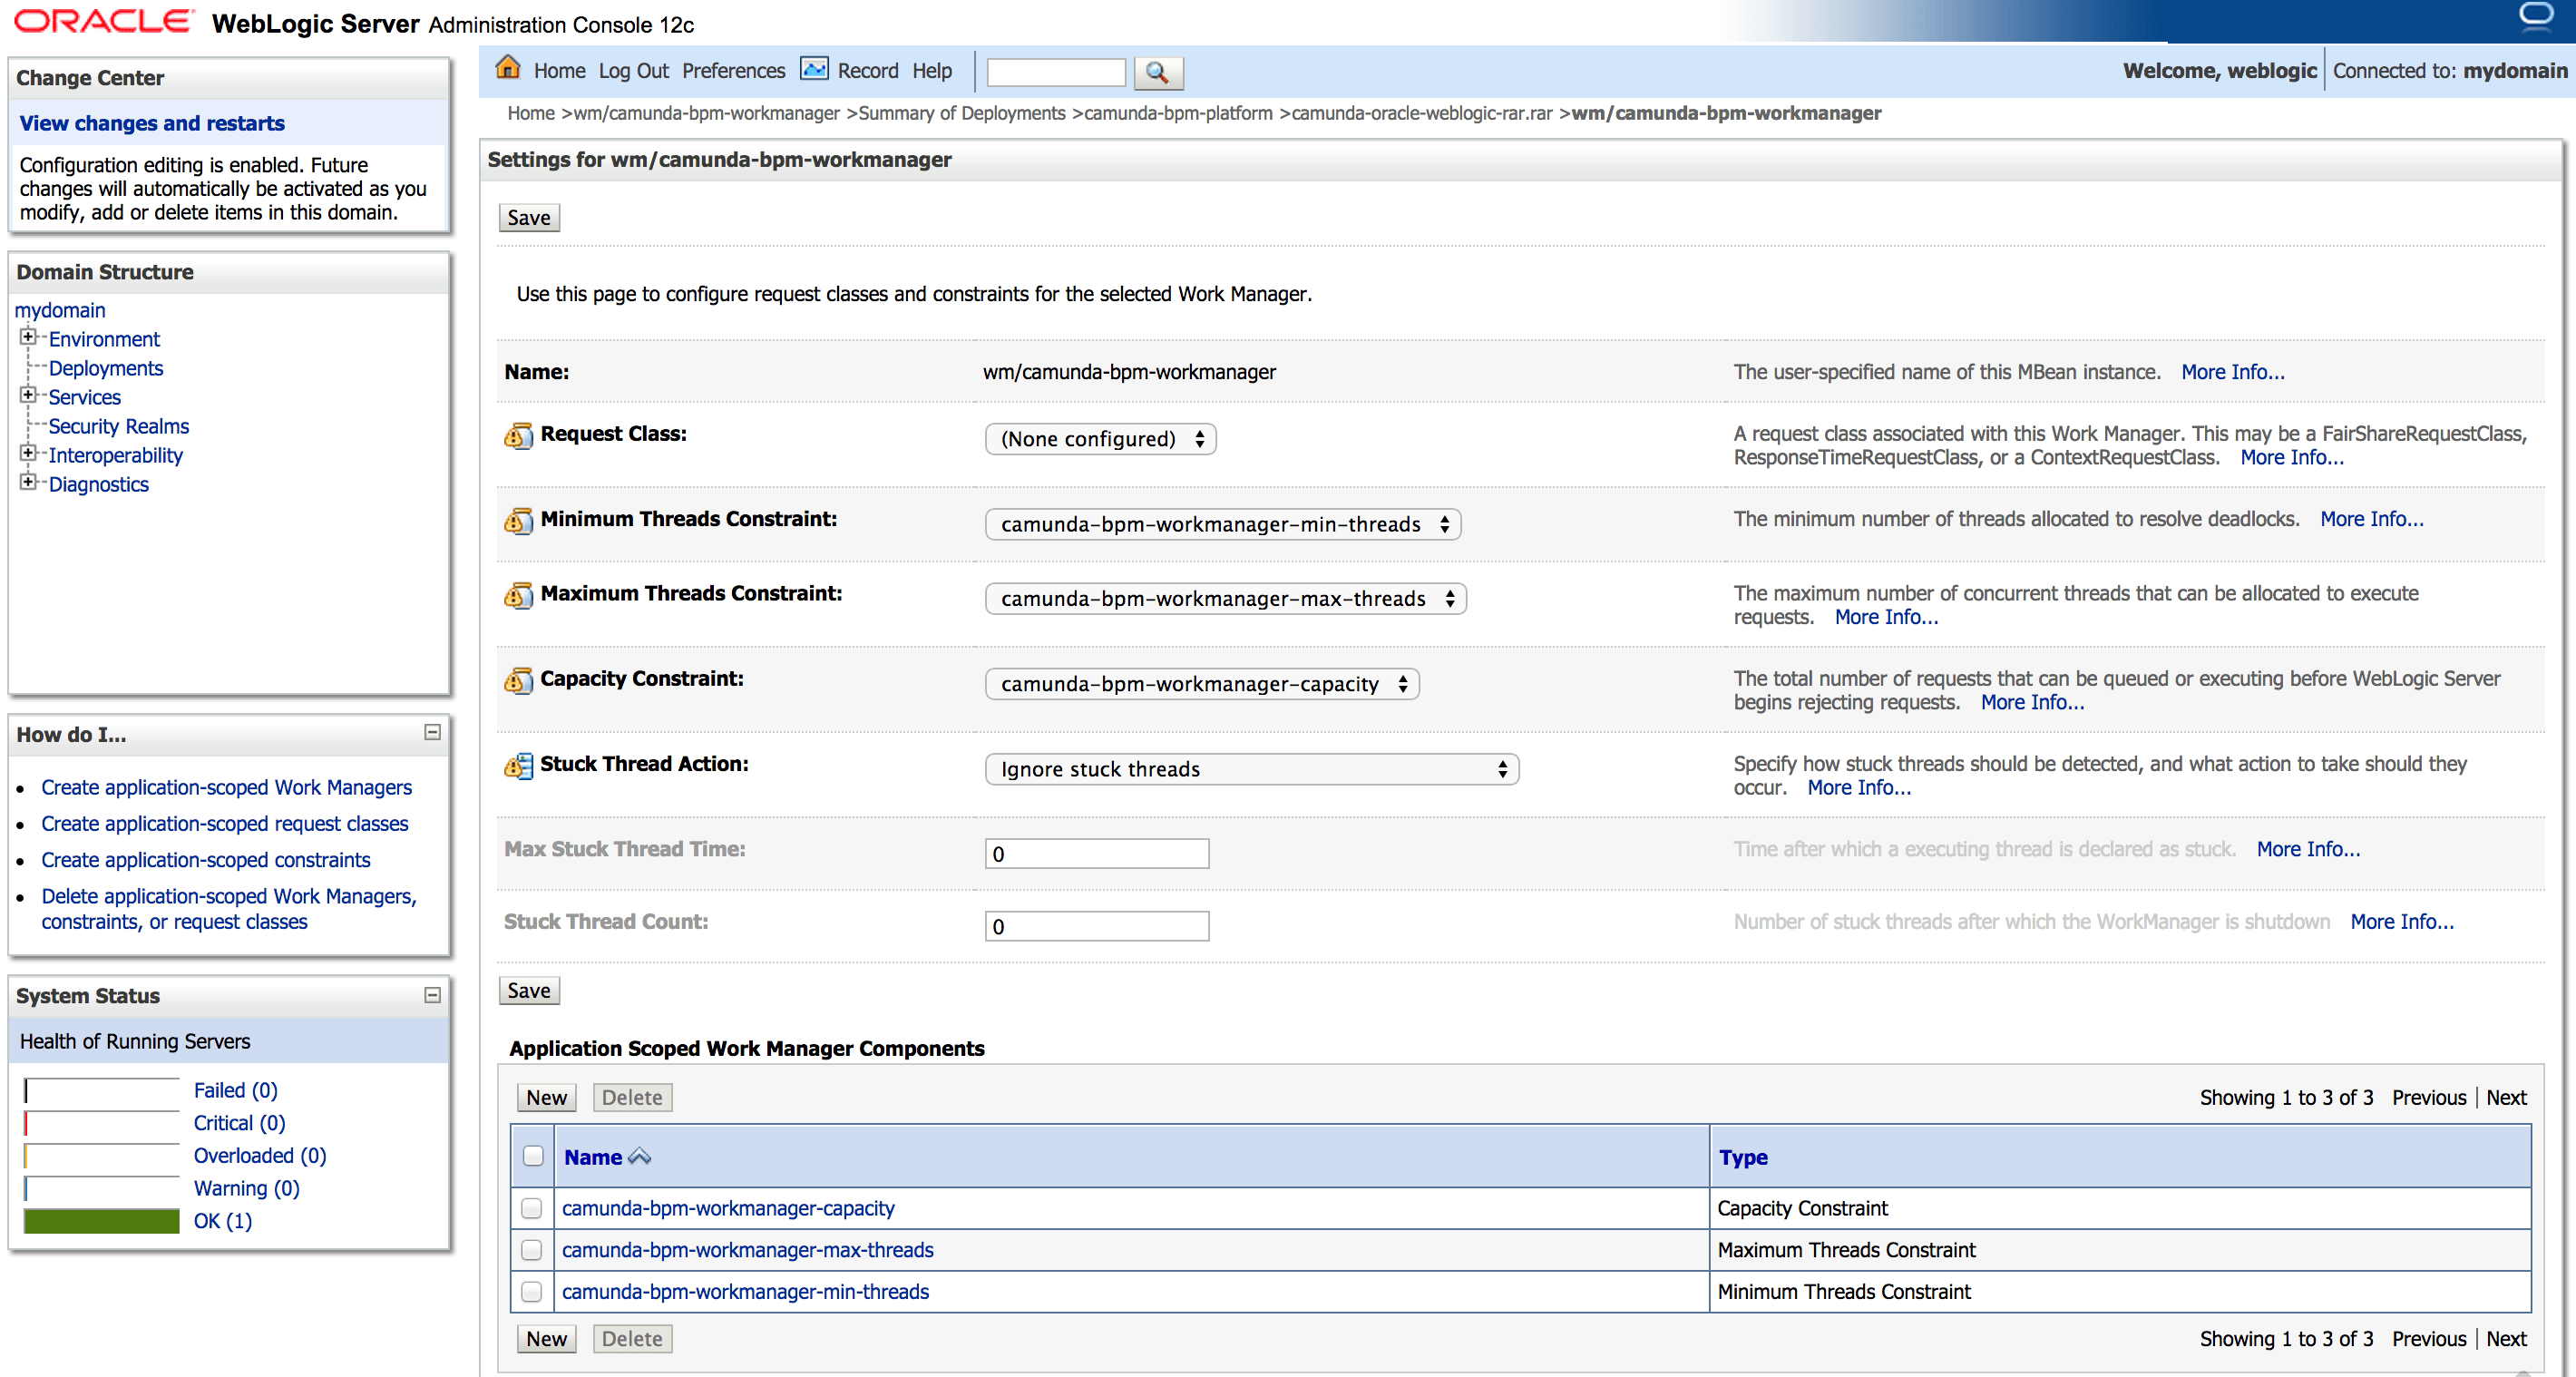 ORACLE WebLogic Server Administration Console 12c
Change Center
View changes and restarts
Configuration editing is enabled. Future
changes will automatically be activated as you
modify, add or delete items in this domain.
Domain Structure
mydomain
Environment
Deployments
Services
Security Realms
Interoperability
Diagnostics
How do I...
Create application-scoped Work Managers
Create application-scoped request classes
Create application-scoped constraints
Delete application-scoped Work Managers,
constraints, or request classes
System Status
Health of Running Servers
Failed (0)
Critical (0)
Overloaded (0)
Warning (0)
OK (1)
Home Log Out Preferences Record Help
Welcome, weblogic Connected to: mydomain
Home >wm/camunda-bpm-workmanager >Summary of Deployments >camunda-bpm-platform >camunda-oracle-weblogic-rar.rar >wm/camunda-bpm-workmanager
Settings for wm/camunda-bpm-workmanager
Save
Use this page to configure request classes and constraints for the selected Work Manager.
Name: wm/camunda-bpm-workmanager The user-specified name of this MBean instance. More Info...
Request Class: (None configured) A request class associated with this Work Manager. This may be a FairShareRequestClass,
ResponseTimeRequestClass, or a ContextRequestClass. More Info...
Minimum Threads Constraint: camunda-bpm-workmanager-min-threads The minimum number of threads allocated to resolve deadlocks. More Info...
Maximum Threads Constraint: camunda-bpm-workmanager-max-threads The maximum number of concurrent threads that can be allocated to execute
requests. More Info...
Capacity Constraint: camunda-bpm-workmanager-capacity The total number of requests that can be queued or executing before WebLogic Server
begins rejecting requests. More Info...
Stuck Thread Action: Ignore stuck threads Specify how stuck threads should be detected, and what action to take should they
occur. More Info...
Max Stuck Thread Time: 0 Time after which a executing thread is declared as stuck. More Info...
Stuck Thread Count: 0 Number of stuck threads after which the WorkManager is shutdown More Info...
Save
Application Scoped Work Manager Components
New Delete Showing 1 to 3 of 3 Previous | Next
Name Type
camunda-bpm-workmanager-capacity Capacity Constraint
camunda-bpm-workmanager-max-threads Maximum Threads Constraint
camunda-bpm-workmanager-min-threads Minimum Threads Constraint
New Delete Showing 1 to 3 of 3 Previous | Next